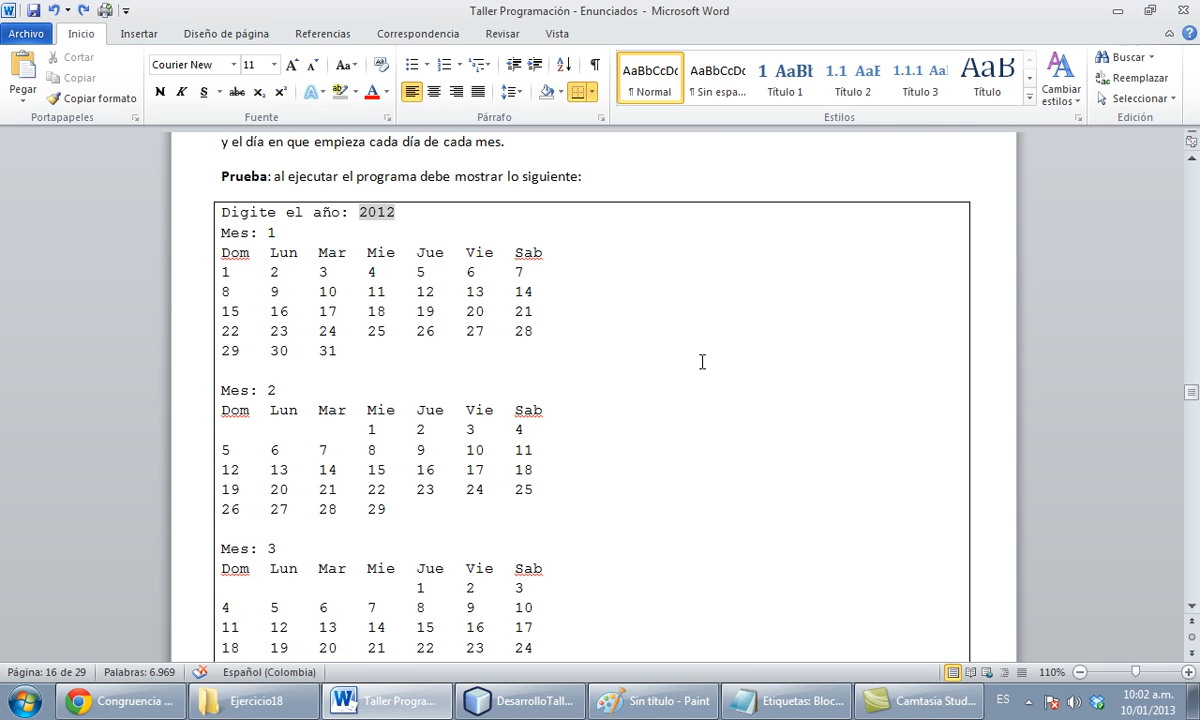 Taller Programación - Enunciados - Microsoft Word
Archivo Inicio Insertar Diseño de página Referencias Correspondencia Revisar Vista
Pegar
Cortar
Copiar
Copiar formato
Portapapeles
Courier New 11
Fuente
Párrafo
AaBbCcDc AaBbCcDc 1 AaBt 1.1 AaE 1.1.1 Aa AaB
¶ Normal ¶ Sin espa... Título 1 Título 2 Título 3 Título
Cambiar estilos
Estilos
Buscar
Reemplazar
Seleccionar
Edición
y el día en que empieza cada día de cada mes.
Prueba: al ejecutar el programa debe mostrar lo siguiente:
Digite el año: 2012
Mes: 1
Dom Lun Mar Mie Jue Vie Sab
1 2 3 4 5 6 7
8 9 10 11 12 13 14
15 16 17 18 19 20 21
22 23 24 25 26 27 28
29 30 31
Mes: 2
Dom Lun Mar Mie Jue Vie Sab
1 2 3 4
5 6 7 8 9 10 11
12 13 14 15 16 17 18
19 20 21 22 23 24 25
26 27 28 29
Mes: 3
Dom Lun Mar Mie Jue Vie Sab
1 2 3
4 5 6 7 8 9 10
11 12 13 14 15 16 17
18 19 20 21 22 23 24
Página: 16 de 29 Palabras: 6.969 Español (Colombia) 110%
Congruencia ... Ejercicio18 Taller Progra... DesarrolloTall... Sin título - Paint Etiquetas: Bloc... Camtasia Stud... ES
10:02 a.m.
10/01/2013